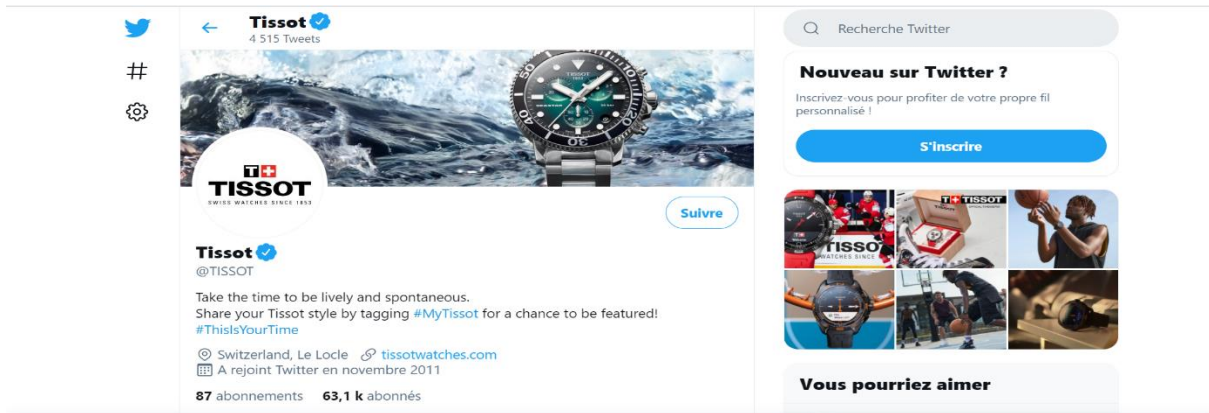 Tissot
4 515 Tweets
TISSOT
SWISS WATCHES SINCE 1853
Suivre
Tissot
@TISSOT
Take the time to be lively and spontaneous.
Share your Tissot style by tagging #MyTissot for a chance to be featured!
#ThisIsYourTime
Switzerland, Le Locle tissotwatches.com
A rejoint Twitter en novembre 2011
87 abonnements 63,1 k abonnés
Recherche Twitter
Nouveau sur Twitter ?
Inscrivez-vous pour profiter de votre propre fil
personnalisé !
S'inscrire
TISSOT
TISSO
WATCHES SINCE
Vous pourriez aimer